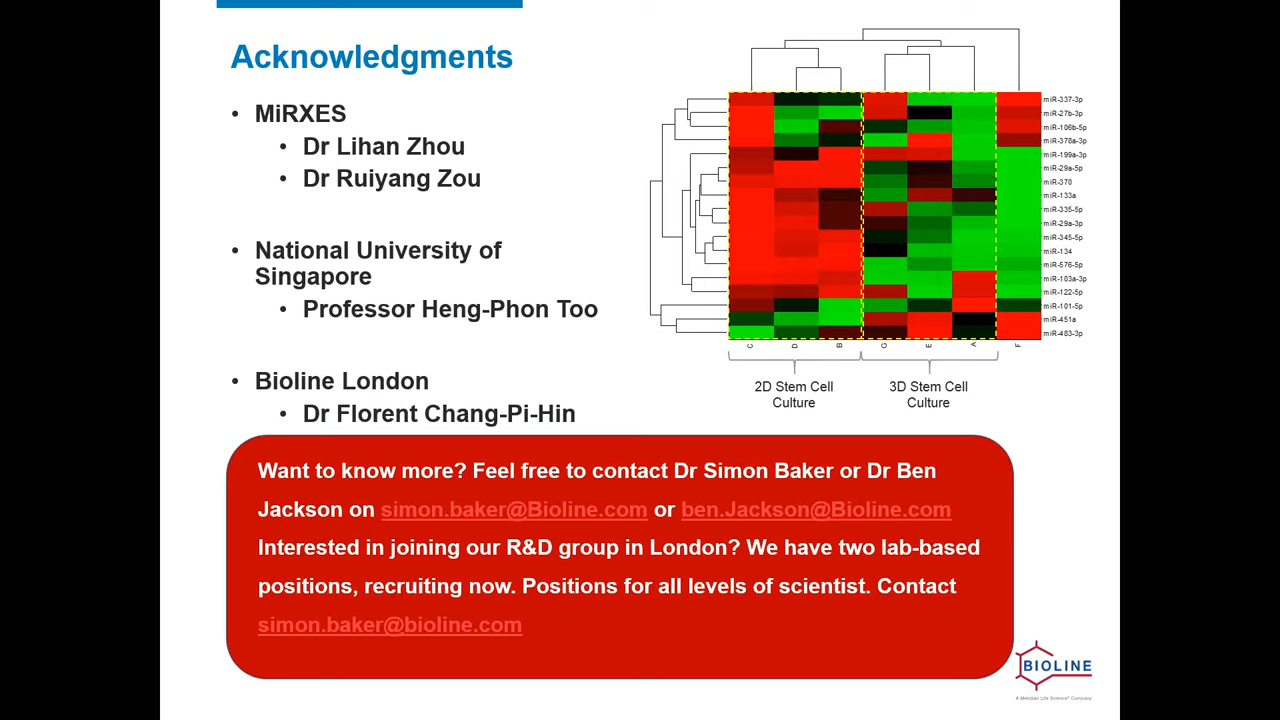 Acknowledgments
• MiRXES
• Dr Lihan Zhou
• Dr Ruiyang Zou
• National University of
Singapore
• Professor Heng-Phon Too
• Bioline London
• Dr Florent Chang-Pi-Hin
miR-337-3p
miR-27b-3p
miR-106b-5p
miR-378a-3p
miR-199a-3p
miR-29a-5p
miR-370
miR-133a
miR-335-5p
miR-29a-3p
miR-345-5p
miR-134
miR-576-5p
miR-103a-3p
miR-122-5p
miR-101-5p
miR-451a
miR-483-3p
C D B G E A F
2D Stem Cell
Culture
3D Stem Cell
Culture
Want to know more? Feel free to contact Dr Simon Baker or Dr Ben
Jackson on simon.baker@Bioline.com or ben.Jackson@Bioline.com
Interested in joining our R&D group in London? We have two lab-based
positions, recruiting now. Positions for all levels of scientist. Contact
simon.baker@bioline.com
BIOLINE
A Meridian Life Science® Company